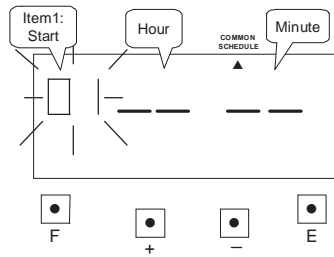 Item1:
Start
Hour
COMMON
SCHEDULE
Minute
F
+
−
E